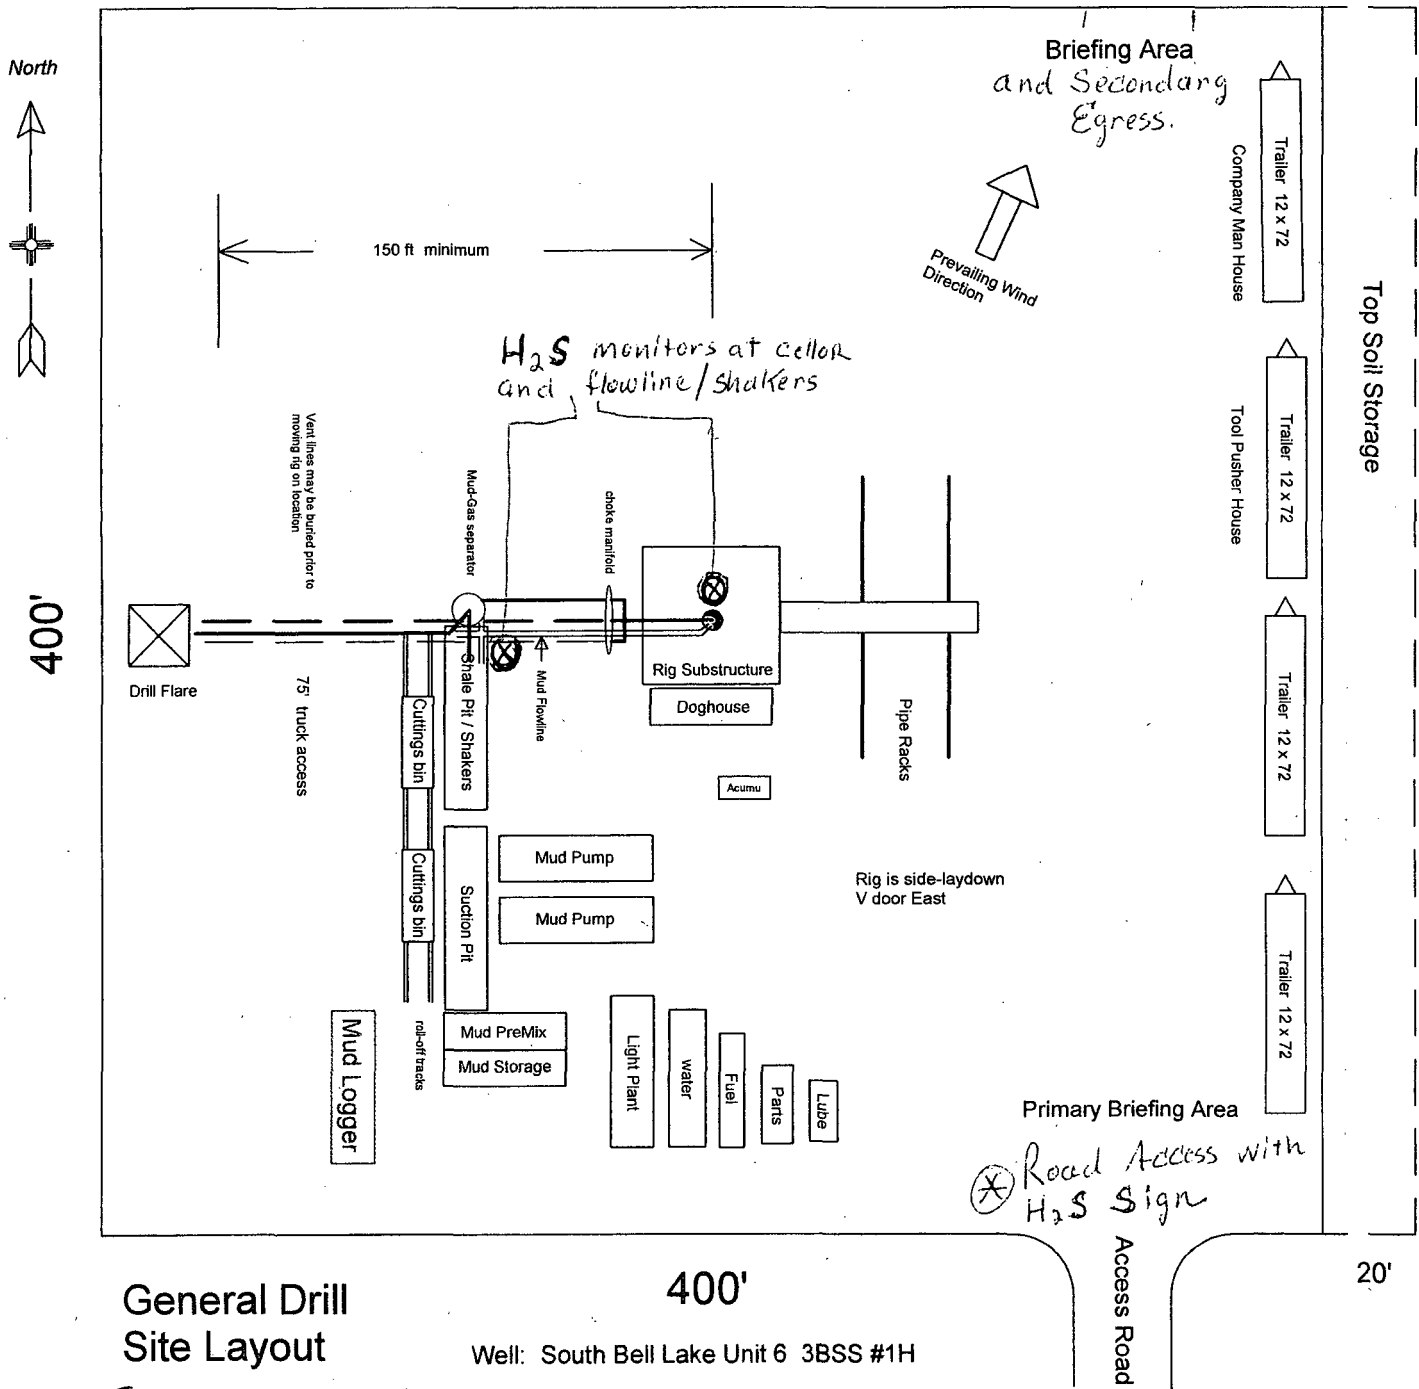 Briefing Area
and Secondary
Egress.
North
Trailer 12 x 72
Company Man House
150 ft minimum
Prevailing Wind
Direction
Top Soil Storage
H₂S monitors at cellor
and flowline/shakers
Trailer 12 x 72
Tool Pusher House
Vent lines may be buried prior to
moving rig on location
Mud-Gas separator
choke manifold
400'
Drill Flare
75' truck access
Cuttings bin
Shale Pit / Shakers
Mud Flowline
Rig Substructure
Doghouse
Pipe Racks
Trailer 12 x 72
Acumu
Cuttings bin
Suction Pit
Mud Pump
Mud Pump
Rig is side-laydown
V door East
Trailer 12 x 72
Mud Logger
roll-off tracks
Mud PreMix
Mud Storage
Light Plant
water
Fuel
Parts
Lube
Primary Briefing Area
Road Access with
H₂S Sign
Access Road
20'
400'
General Drill
Site Layout
Well: South Bell Lake Unit 6 3BSS #1H